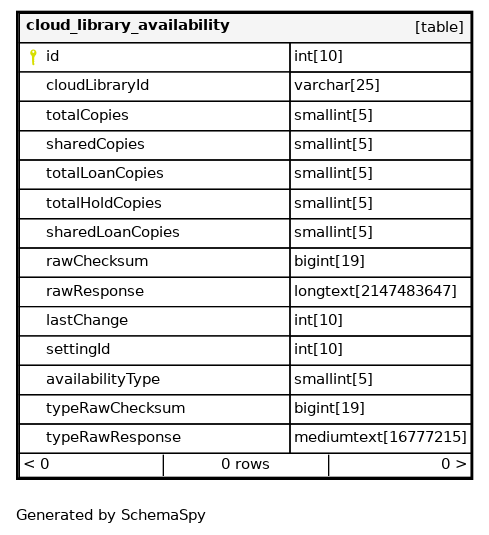 cloud_library_availability [table]
id int[10]
cloudLibraryId varchar[25]
totalCopies smallint[5]
sharedCopies smallint[5]
totalLoanCopies smallint[5]
totalHoldCopies smallint[5]
sharedLoanCopies smallint[5]
rawChecksum bigint[19]
rawResponse longtext[2147483647]
lastChange int[10]
settingId int[10]
availabilityType smallint[5]
typeRawChecksum bigint[19]
typeRawResponse mediumtext[16777215]
< 0 0 rows 0 >
Generated by SchemaSpy